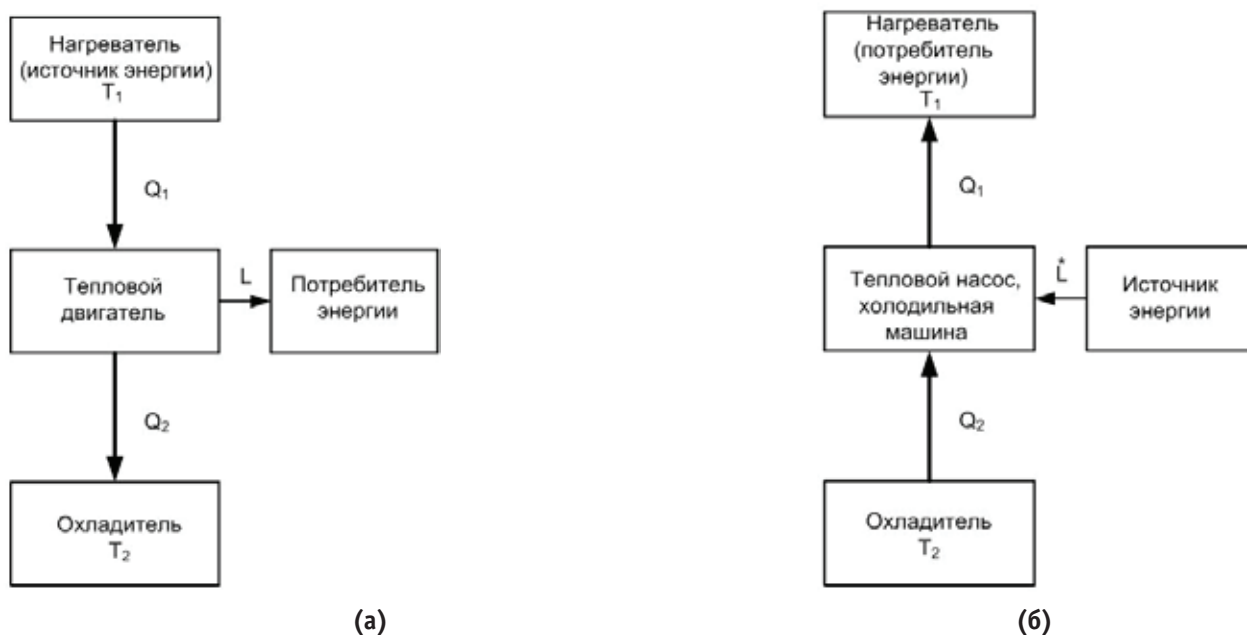 Нагреватель
(источник энергии)
T₁
Q₁
Тепловой
двигатель
L
Потребитель
энергии
Q₂
Охладитель
T₂
(а)
Нагреватель
(потребитель
энергии)
T₁
Q₁
Тепловой насос,
холодильная
машина
L*
Источник
энергии
Q₂
Охладитель
T₂
(б)